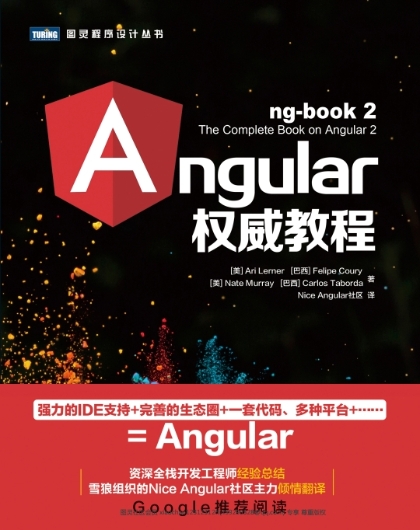 TURING 图灵程序设计丛书
ng-book 2
The Complete Book on Angular 2
Angular
权威教程
[美] Ari Lerner [巴西] Felipe Coury
[美] Nate Murray [巴西] Carlos Taborda 著
Nice Angular社区 译
强力的IDE支持+完善的生态圈+一套代码、多种平台+……
= Angular
资深全栈开发工程师经验总结
雪狼组织的Nice Angular社区主力倾情翻译
Google推荐阅读